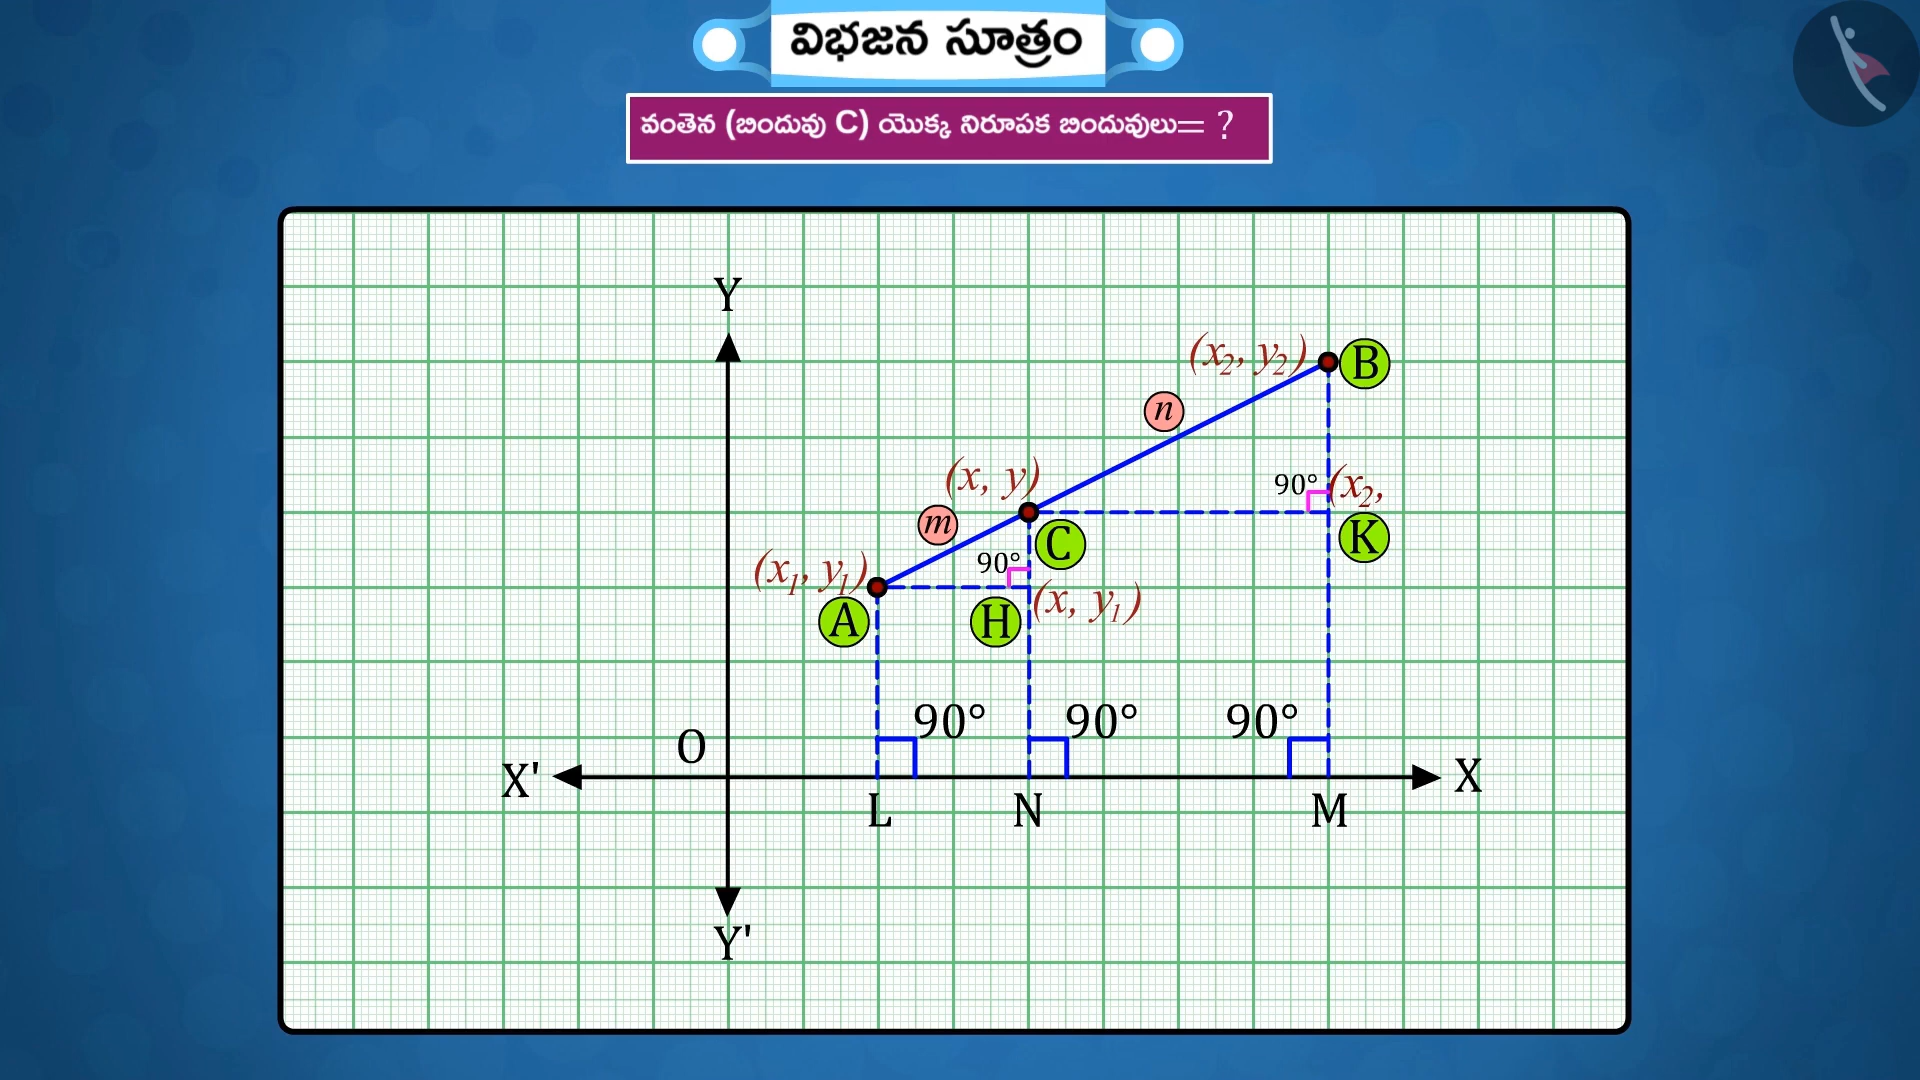 విభజన సూత్రం
వంతెన (బిందువు C) యొక్క నిరూపక బిందువులు= ?
Y
(x₂, y₂) B
n
(x, y)
90° (x₂,
m
C K
90°
(x₁, y₁)
A H (x, y₁)
90° 90° 90°
O
X' X
L N M
Y'